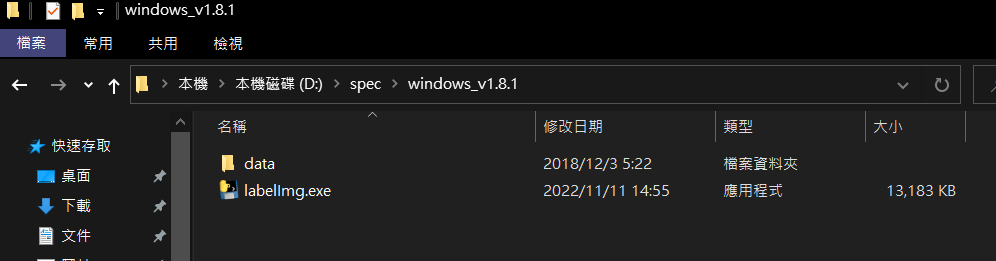 windows_v1.8.1
檔案 常用 共用 檢視
本機 本機磁碟 (D:) spec windows_v1.8.1
名稱 修改日期 類型 大小
快速存取
桌面
下載
文件
data 2018/12/3 5:22 檔案資料夾
labelImg.exe 2022/11/11 14:55 應用程式 13,183 KB